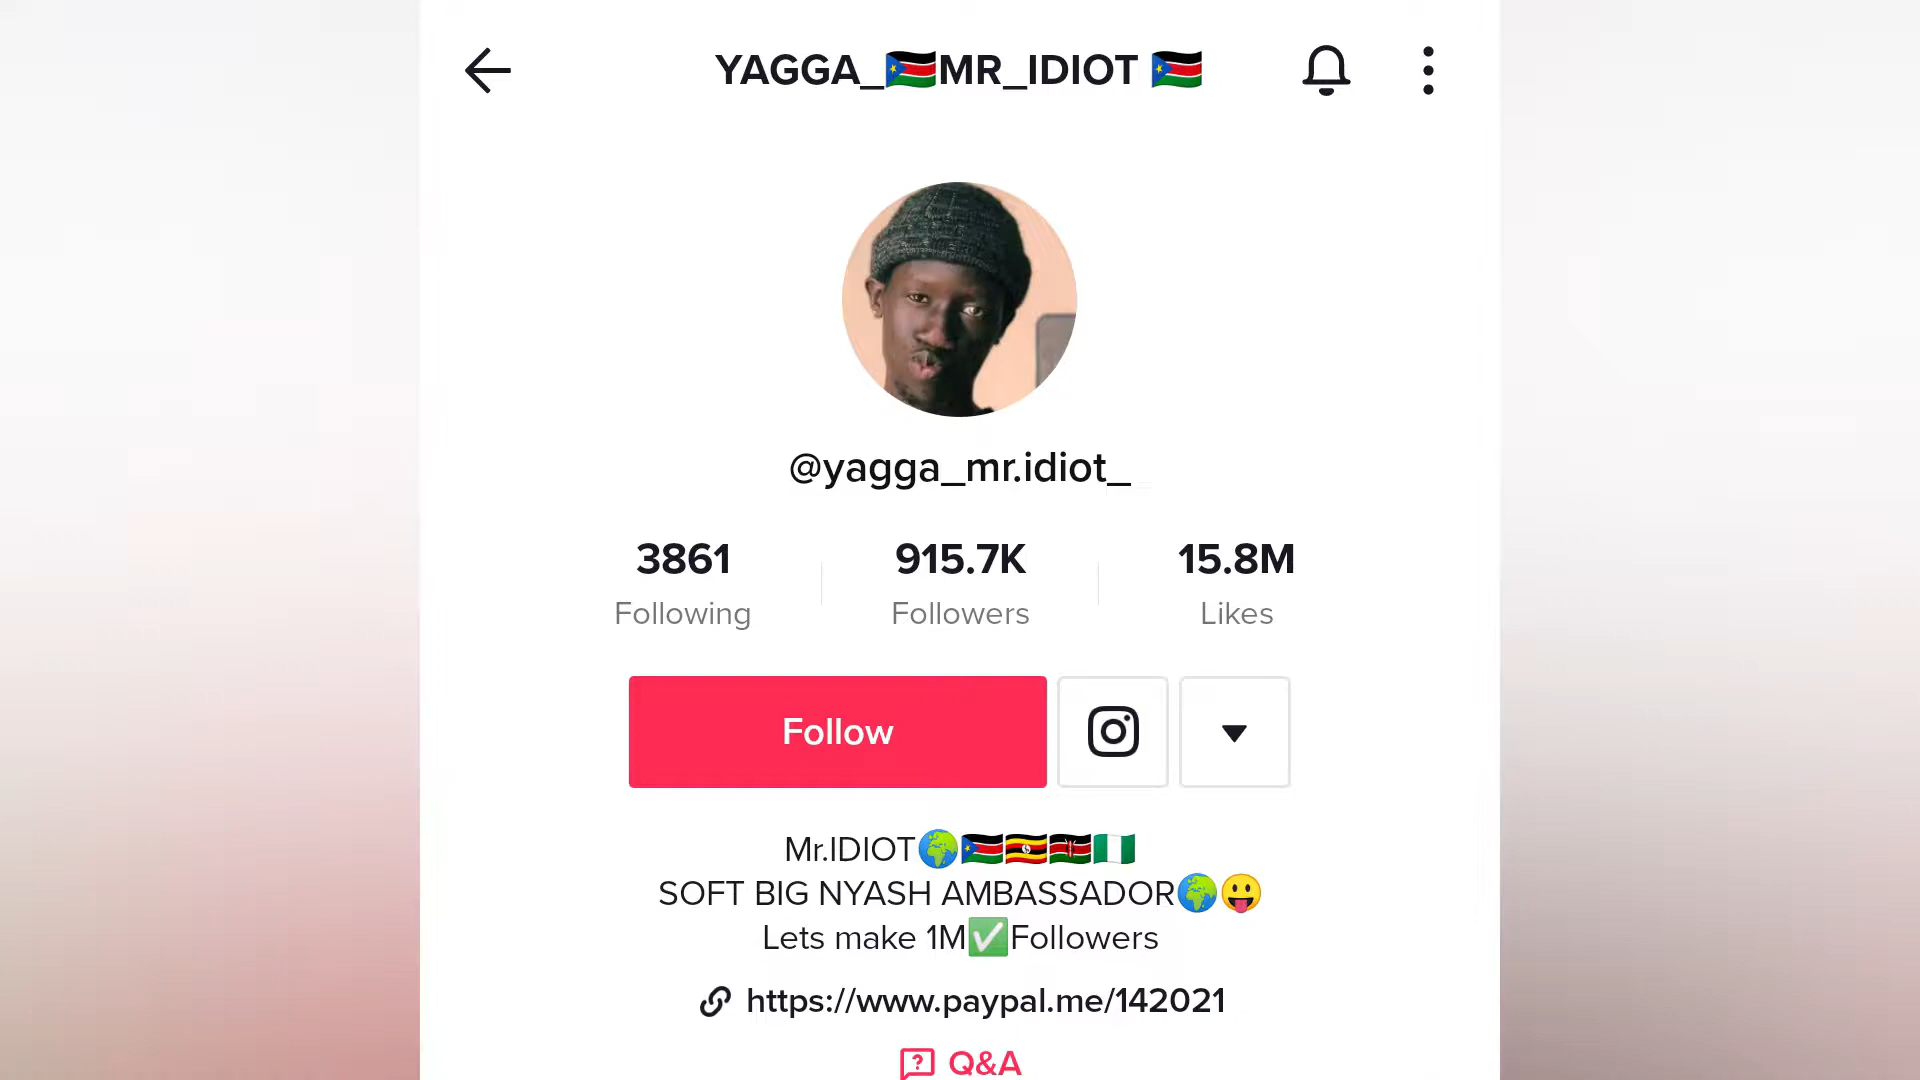 YAGGA_🇸🇸MR_IDIOT 🇸🇸
@yagga_mr.idiot_
3861 915.7K 15.8M
Following Followers Likes
Follow
Mr.IDIOT🌍🇸🇸🇺🇬🇰🇪🇳🇬
SOFT BIG NYASH AMBASSADOR🌍😛
Lets make 1M✅Followers
https://www.paypal.me/142021
Q&A